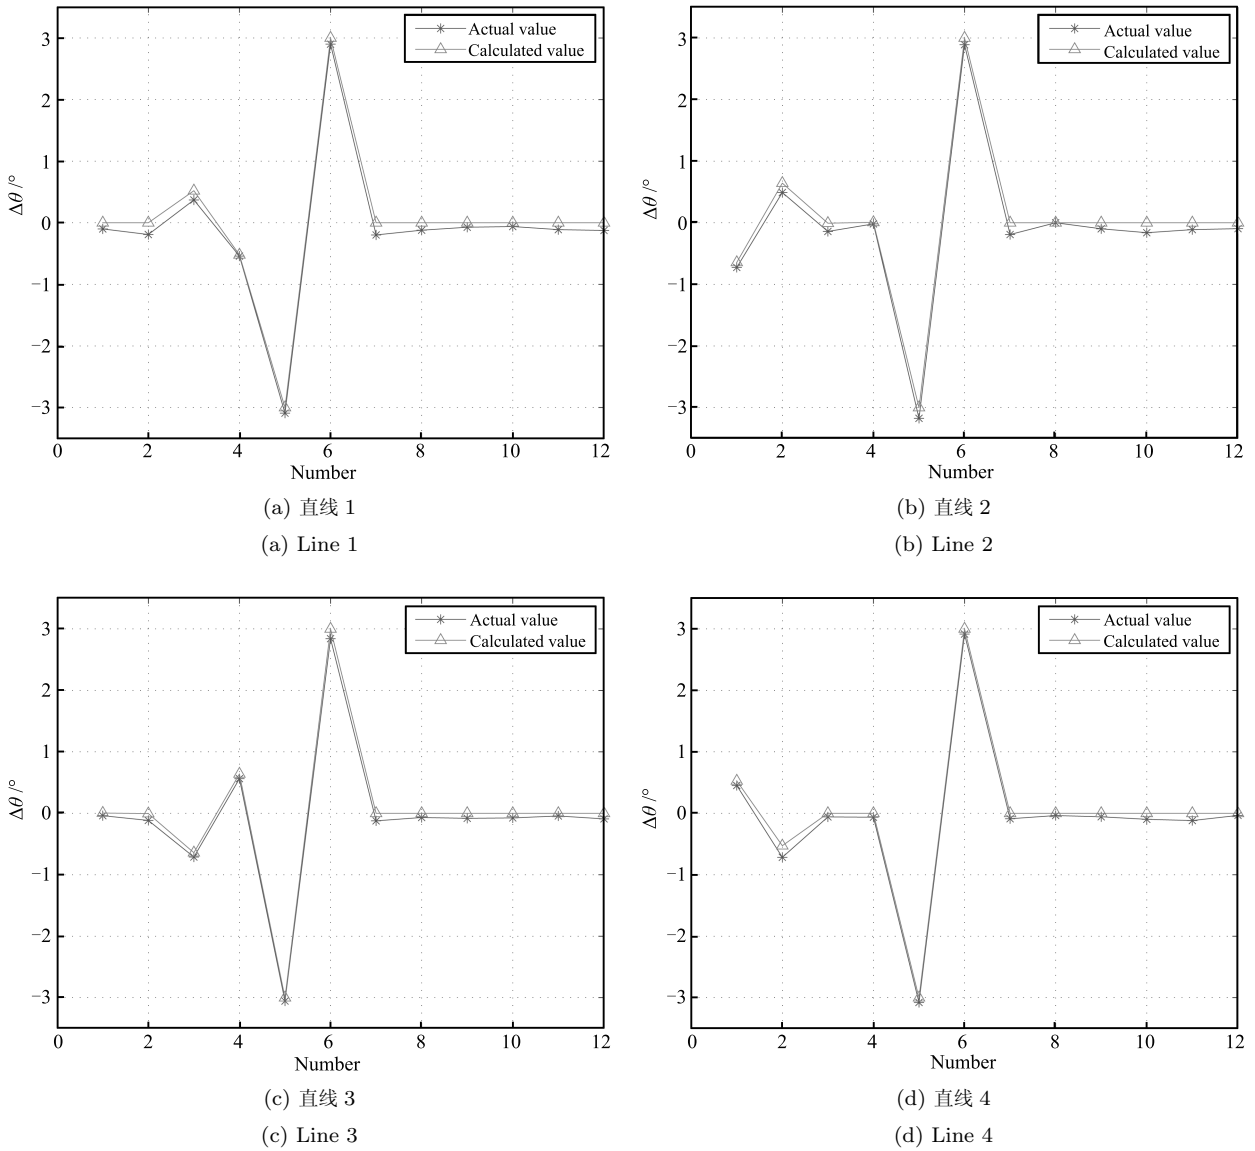 Actual value
Calculated value
Δθ /°
3
2
1
0
−1
−2
−3
0 2 4 6 8 10 12
Number
(a) 直线 1
(a) Line 1
Actual value
Calculated value
Δθ /°
3
2
1
0
−1
−2
−3
0 2 4 6 8 10 12
Number
(b) 直线 2
(b) Line 2
Actual value
Calculated value
Δθ /°
3
2
1
0
−1
−2
−3
0 2 4 6 8 10 12
Number
(c) 直线 3
(c) Line 3
Actual value
Calculated value
Δθ /°
3
2
1
0
−1
−2
−3
0 2 4 6 8 10 12
Number
(d) 直线 4
(d) Line 4